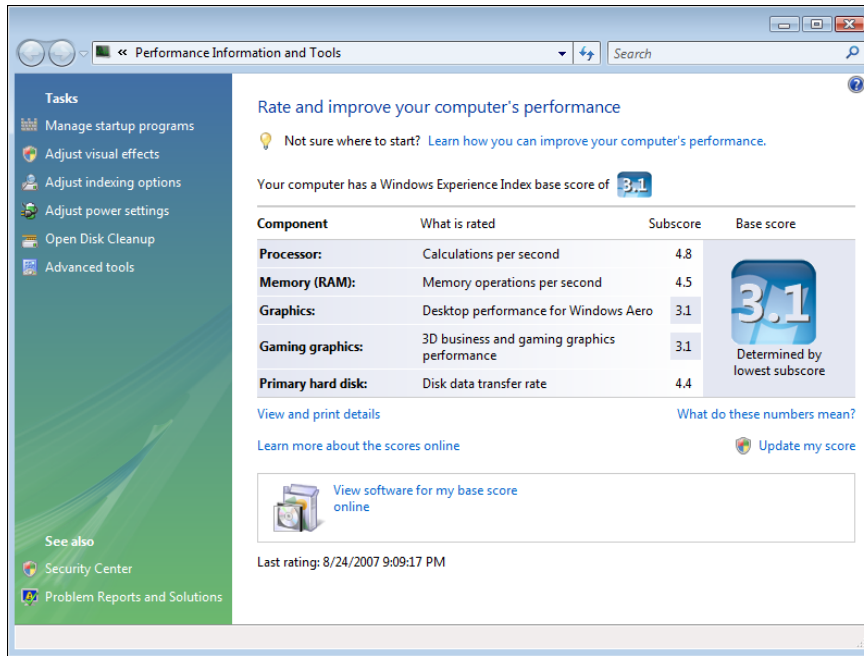 « Performance Information and Tools
Search
Tasks
Manage startup programs
Adjust visual effects
Adjust indexing options
Adjust power settings
Open Disk Cleanup
Advanced tools
See also
Security Center
Problem Reports and Solutions
Rate and improve your computer's performance
Not sure where to start? Learn how you can improve your computer's performance.
Your computer has a Windows Experience Index base score of 3.1
Component What is rated Subscore Base score
Processor: Calculations per second 4.8
Memory (RAM): Memory operations per second 4.5
Graphics: Desktop performance for Windows Aero 3.1
Gaming graphics: 3D business and gaming graphics
performance 3.1
Primary hard disk: Disk data transfer rate 4.4
3.1
Determined by
lowest subscore
View and print details What do these numbers mean?
Learn more about the scores online Update my score
View software for my base score
online
Last rating: 8/24/2007 9:09:17 PM